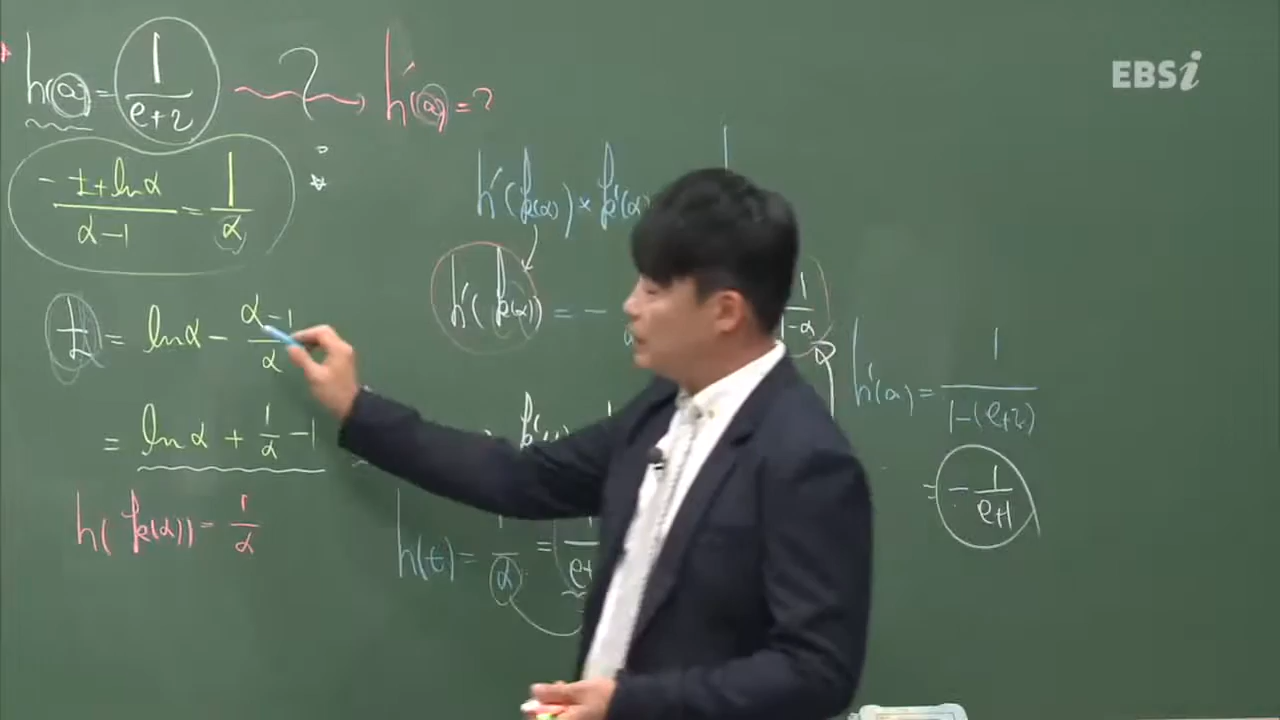 EBSi
h(a) = 1/(e+2) ? h'(a) = ?
(-t + ln α)/(α-1) = 1/α
t = ln α - (α-1)/α
= ln α + 1/α - 1
h(k(α)) = 1/α
h'(k(α)) × k'(α)
h'(k(α)) = - 1/(1-α)
h(t) = 1/α =
h'(a) = 1/(1-(e+2))
= - 1/(e+1)